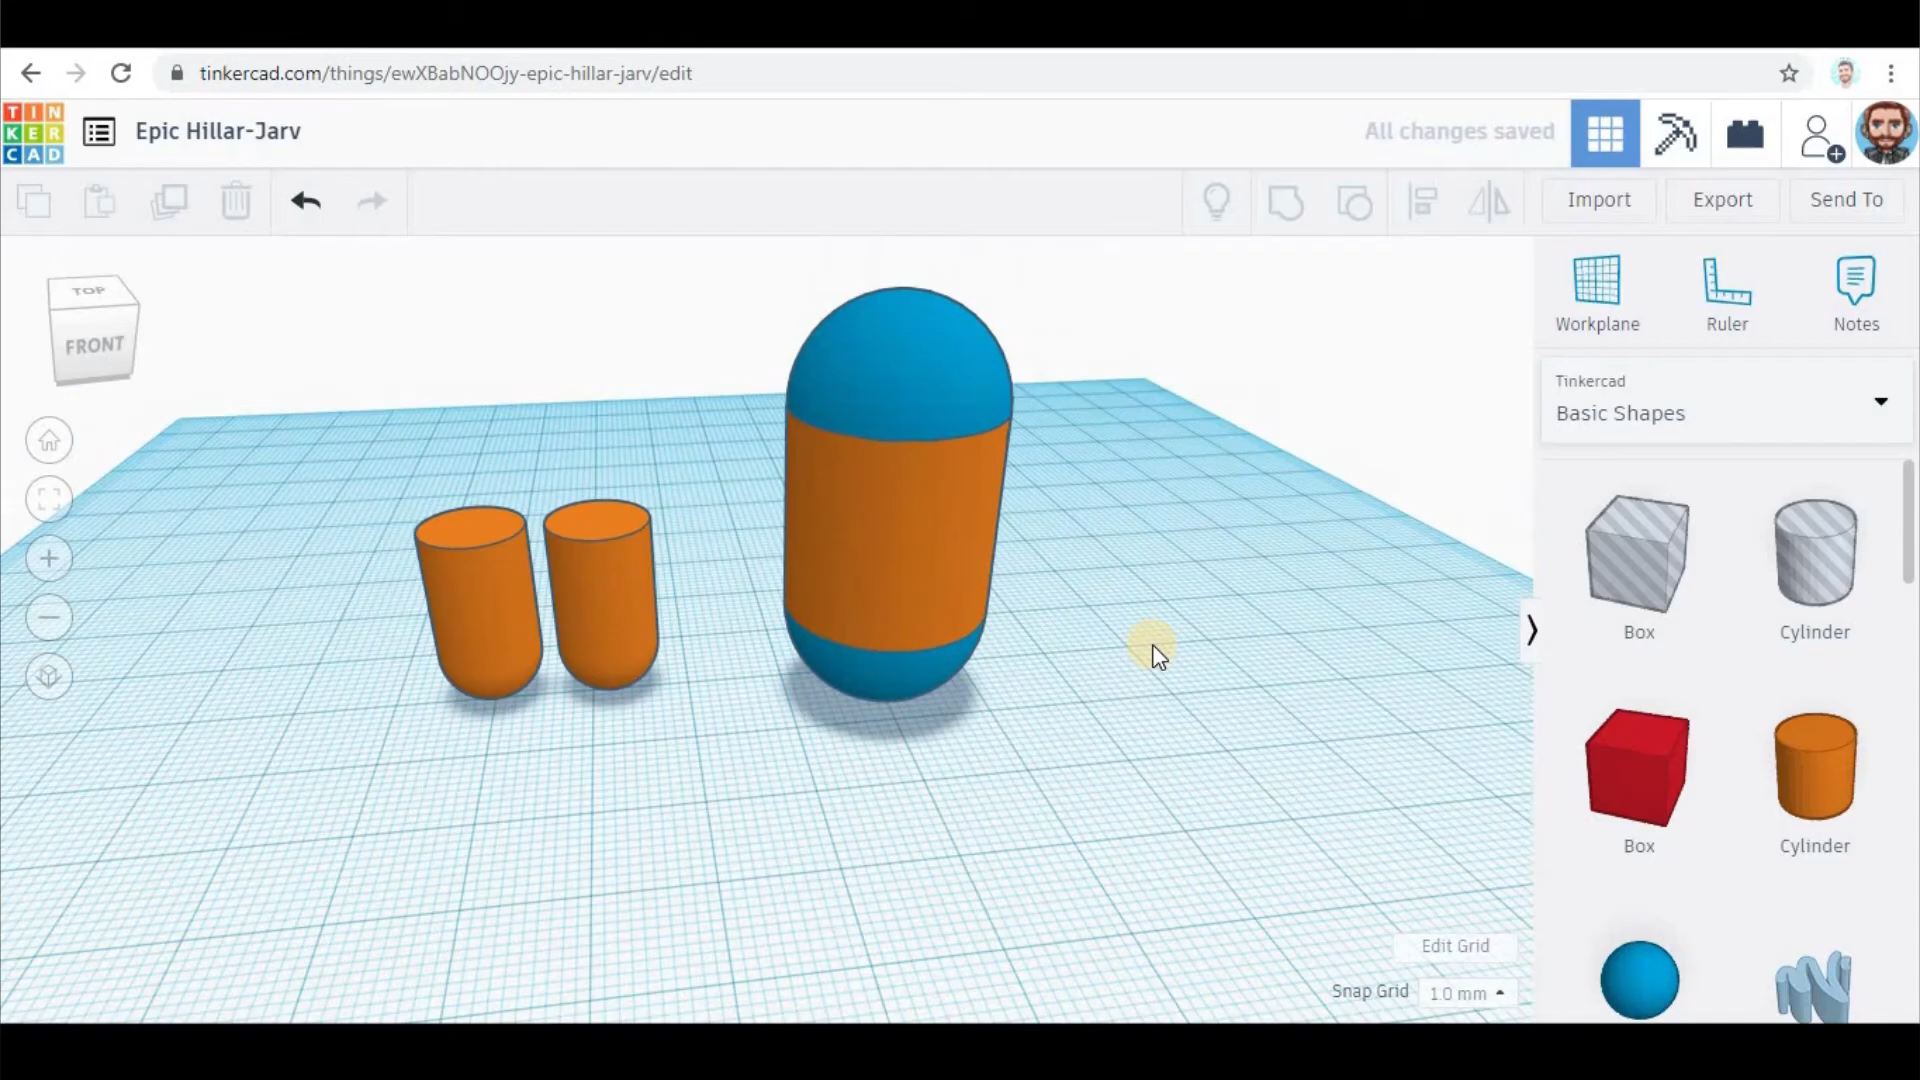 tinkercad.com/things/ewXBabNOOjy-epic-hillar-jarv/edit
TIN
KER
CAD
Epic Hillar-Jarv
All changes saved
Import
Export
Send To
TOP
FRONT
Workplane
Ruler
Notes
Tinkercad
Basic Shapes
Box
Cylinder
Box
Cylinder
Edit Grid
Snap Grid
1.0 mm